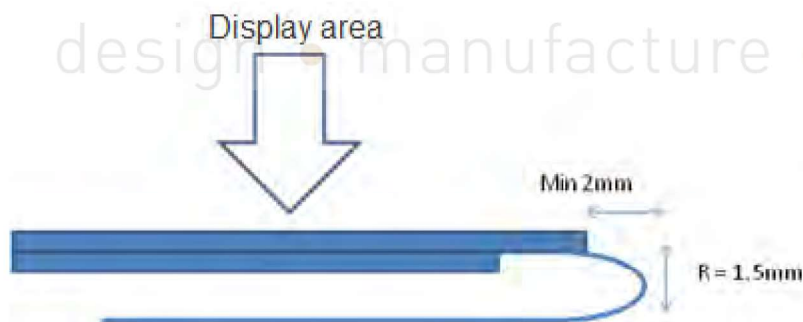 Display area
design • manufacture
Min 2mm
R = 1.5mm